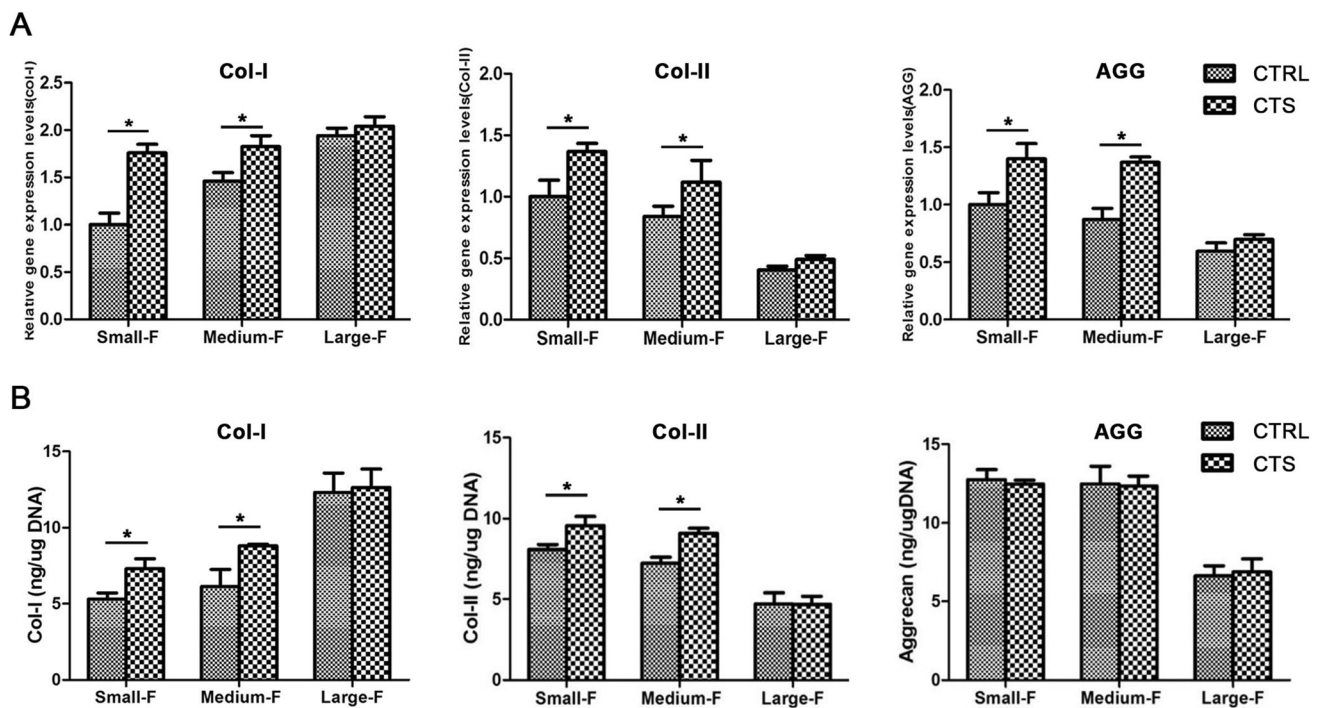 A
Col-I
Relative gene expression levels(col-I)
2.5
2.0
1.5
1.0
0.5
0.0
*
*
Small-F
Medium-F
Large-F
Col-II
Relative gene expression levels(Col-II)
2.0
1.5
1.0
0.5
0.0
*
*
Small-F
Medium-F
Large-F
AGG
Relative gene expression levels(AGG)
2.0
1.5
1.0
0.5
0.0
*
*
Small-F
Medium-F
Large-F
CTRL
CTS
B
Col-I
Col-I (ng/ug DNA)
15
10
5
0
*
*
Small-F
Medium-F
Large-F
Col-II
Col-II (ng/ug DNA)
15
10
5
0
*
*
Small-F
Medium-F
Large-F
AGG
Aggrecan (ng/ugDNA)
15
10
5
0
Small-F
Medium-F
Large-F
CTRL
CTS